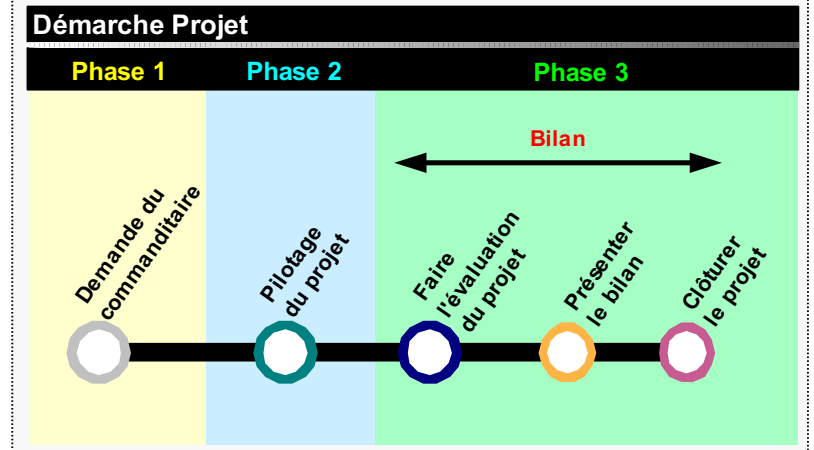 Démarche Projet
Phase 1
Phase 2
Phase 3
Bilan
Demande du
commanditaire
Pilotage
du projet
Faire
l'évaluation
du projet
Présenter
le bilan
Clôturer
le projet